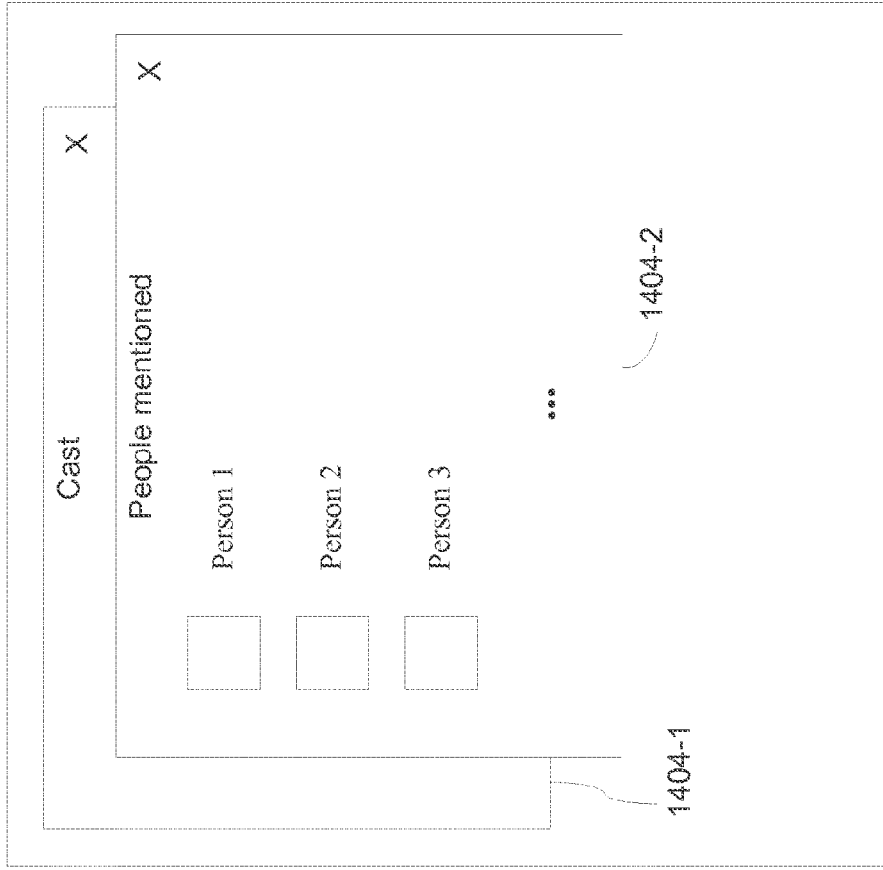 Cast
X
People mentioned
X
Person 1
Person 2
Person 3
...
1404-1
1404-2